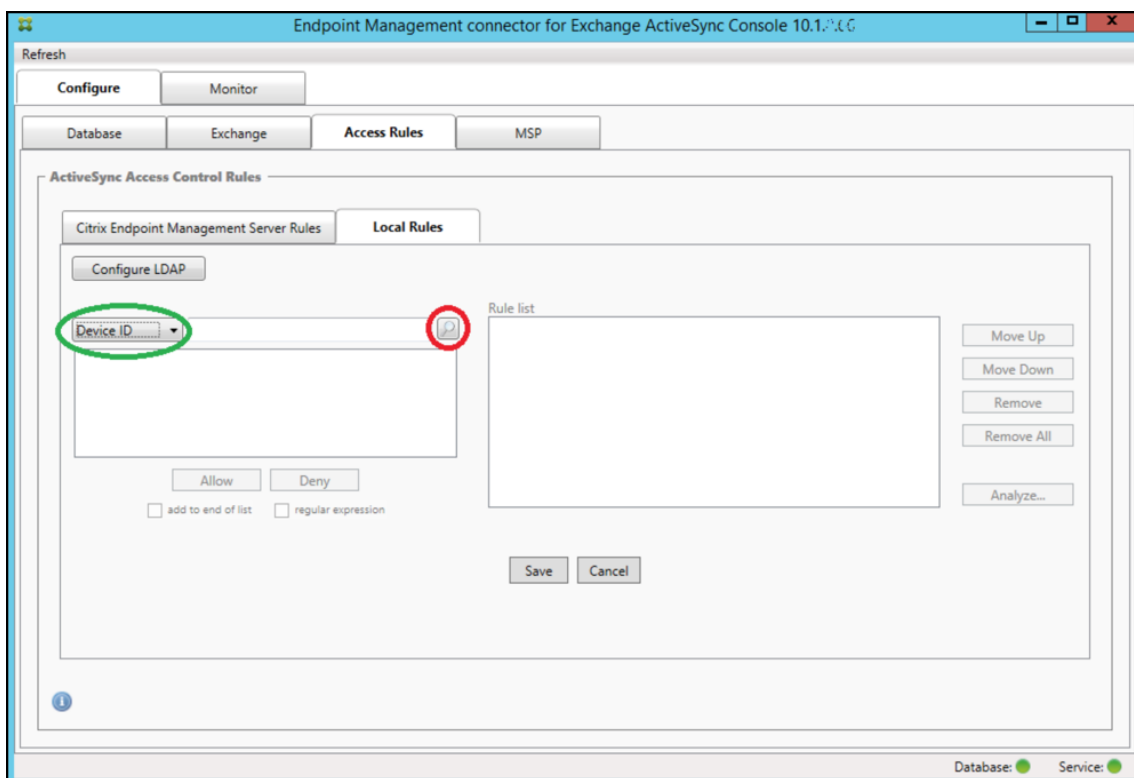 Endpoint Management connector for Exchange ActiveSync Console 10.1.
Refresh
Configure Monitor
Database Exchange Access Rules MSP
ActiveSync Access Control Rules
Citrix Endpoint Management Server Rules Local Rules
Configure LDAP
Rule list
Device ID
Move Up
Move Down
Remove
Remove All
Allow Deny
Analyze...
add to end of list regular expression
Save Cancel
Database: Service: